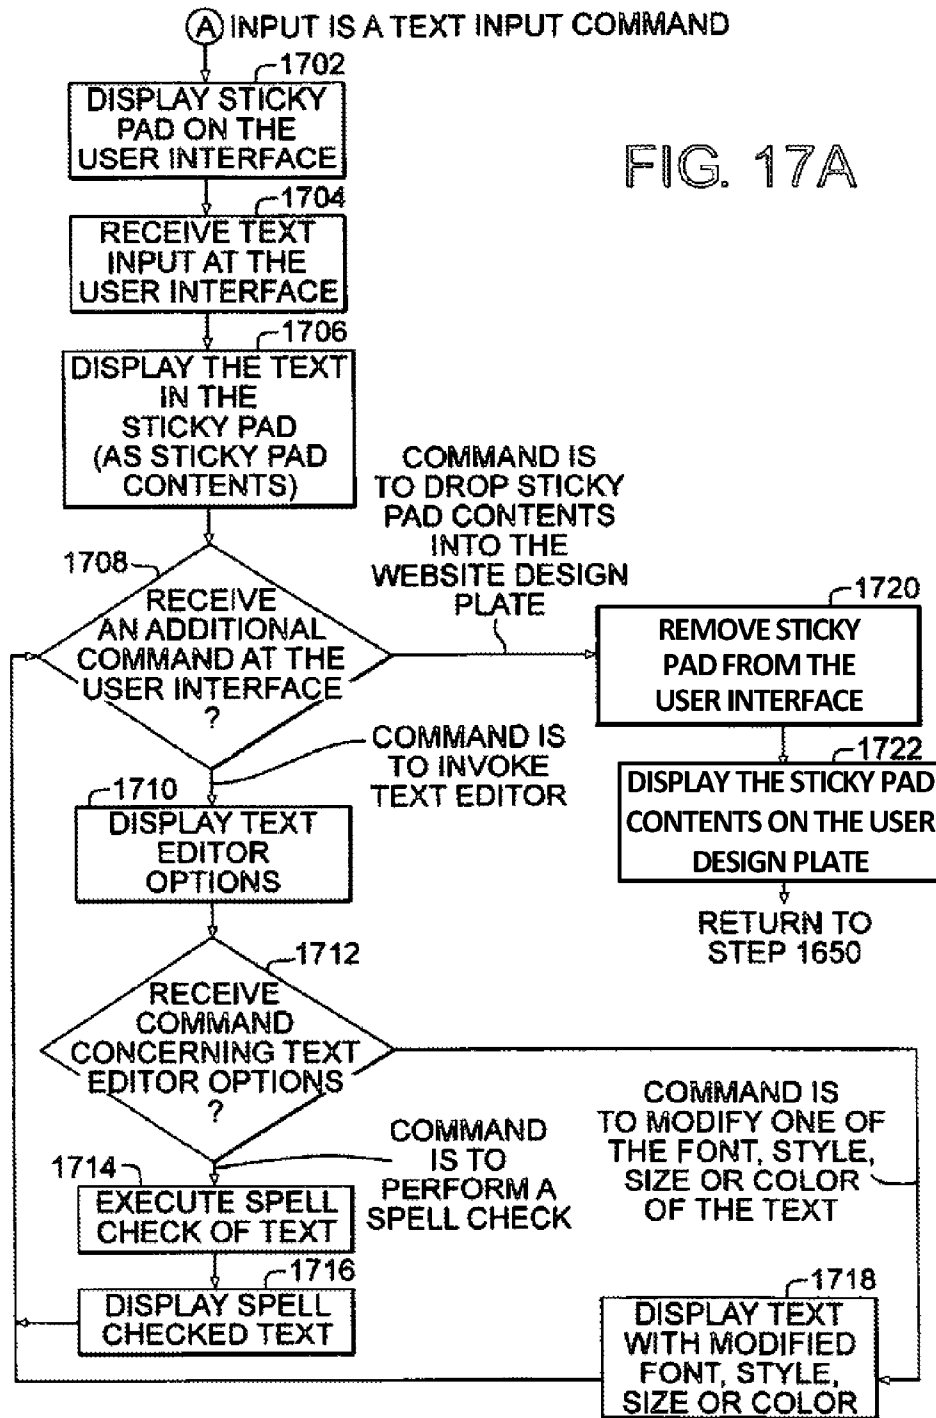 A INPUT IS A TEXT INPUT COMMAND
1702
DISPLAY STICKY
PAD ON THE
USER INTERFACE
FIG. 17A
1704
RECEIVE TEXT
INPUT AT THE
USER INTERFACE
1706
DISPLAY THE TEXT
IN THE
STICKY PAD
(AS STICKY PAD
CONTENTS)
COMMAND IS
TO DROP STICKY
PAD CONTENTS
INTO THE
WEBSITE DESIGN
PLATE
1708
RECEIVE
AN ADDITIONAL
COMMAND AT THE
USER INTERFACE
?
1720
REMOVE STICKY
PAD FROM THE
USER INTERFACE
1722
DISPLAY THE STICKY PAD
CONTENTS ON THE USER
DESIGN PLATE
RETURN TO
STEP 1650
COMMAND IS
TO INVOKE
TEXT EDITOR
1710
DISPLAY TEXT
EDITOR
OPTIONS
1712
RECEIVE
COMMAND
CONCERNING TEXT
EDITOR OPTIONS
?
COMMAND
IS TO
PERFORM A
SPELL CHECK
COMMAND IS
TO MODIFY ONE OF
THE FONT, STYLE,
SIZE OR COLOR
OF THE TEXT
1714
EXECUTE SPELL
CHECK OF TEXT
1716
DISPLAY SPELL
CHECKED TEXT
1718
DISPLAY TEXT
WITH MODIFIED
FONT, STYLE,
SIZE OR COLOR